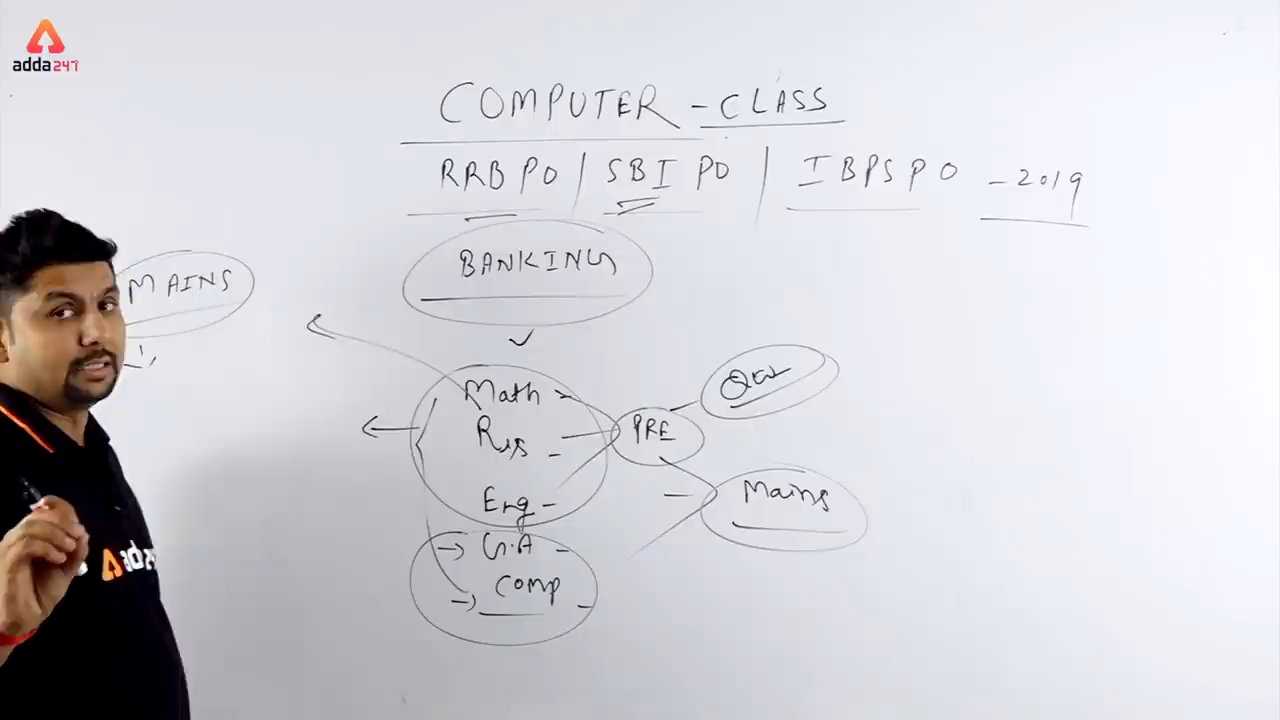 adda247
COMPUTER - CLASS
RRB PO / SBI PO / IBPS PO - 2019
BANKING
MAINS
Math
PRE
Eng -
Mains
G.A -
Comp -